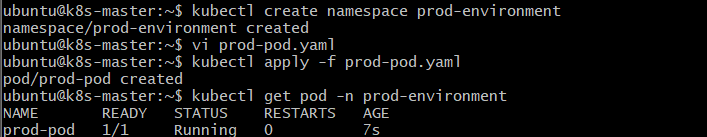 ubuntu@k8s-master:~$ kubectl create namespace prod-environment
namespace/prod-environment created
ubuntu@k8s-master:~$ vi prod-pod.yaml
ubuntu@k8s-master:~$ kubectl apply -f prod-pod.yaml
pod/prod-pod created
ubuntu@k8s-master:~$ kubectl get pod -n prod-environment
NAME READY STATUS RESTARTS AGE
prod-pod 1/1 Running 0 7s